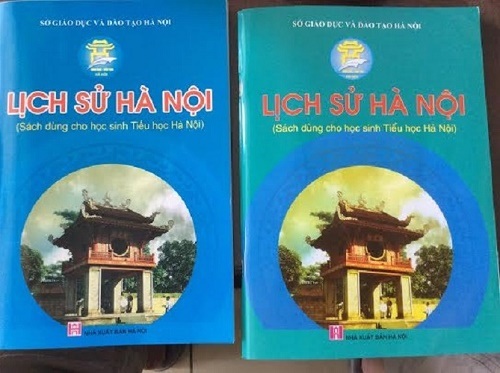 SỞ GIÁO DỤC VÀ ĐÀO TẠO HÀ NỘI
LỊCH SỬ HÀ NỘI
(Sách dùng cho học sinh Tiểu học Hà Nội)
NHÀ XUẤT BẢN HÀ NỘI
SỞ GIÁO DỤC VÀ ĐÀO TẠO HÀ NỘI
LỊCH SỬ HÀ NỘI
(Sách dùng cho học sinh Tiểu học Hà Nội)
NHÀ XUẤT BẢN HÀ NỘI